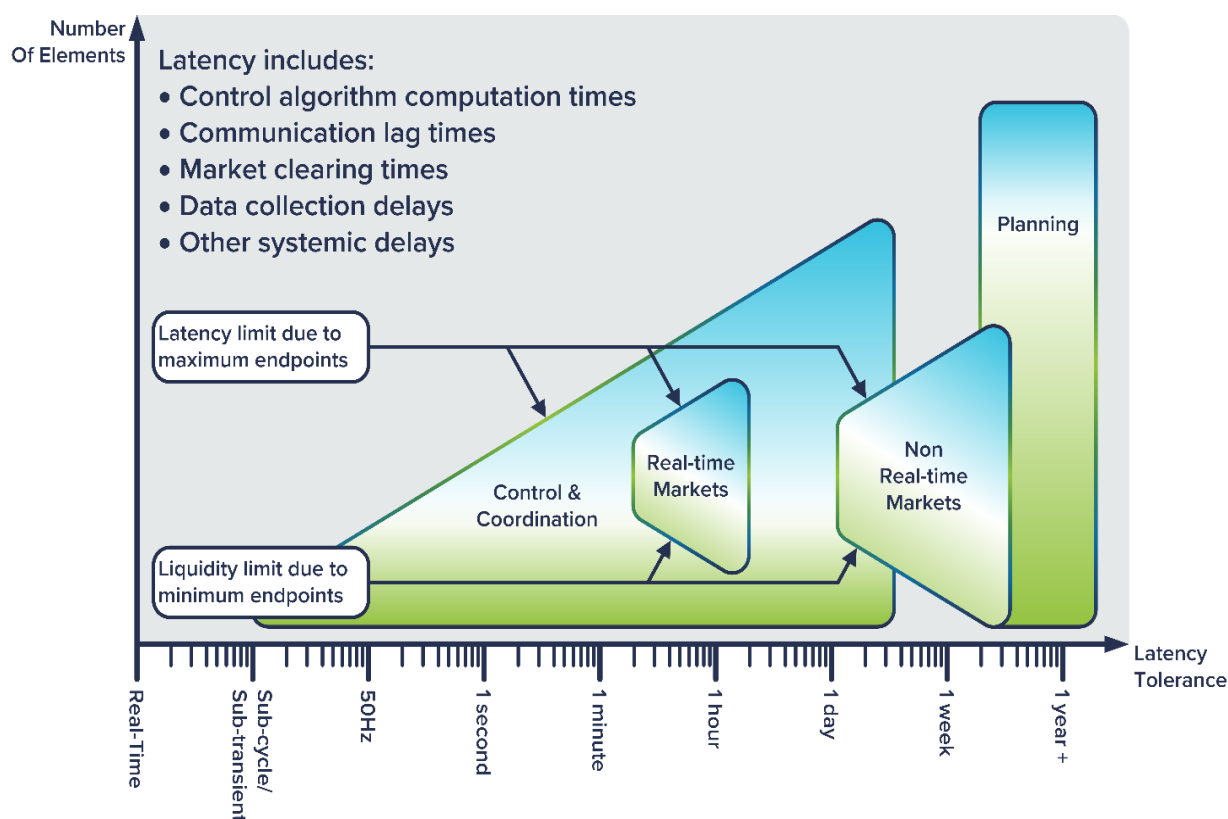 Number
Of Elements
Latency includes:
• Control algorithm computation times
• Communication lag times
• Market clearing times
• Data collection delays
• Other systemic delays
Planning
Latency limit due to
maximum endpoints
Non
Real-time
Markets
Real-time
Markets
Control &
Coordination
Liquidity limit due to
minimum endpoints
Latency
Tolerance
Real-Time
Sub-cycle/
Sub-transient
50Hz
1 second
1 minute
1 hour
1 day
1 week
1 year +